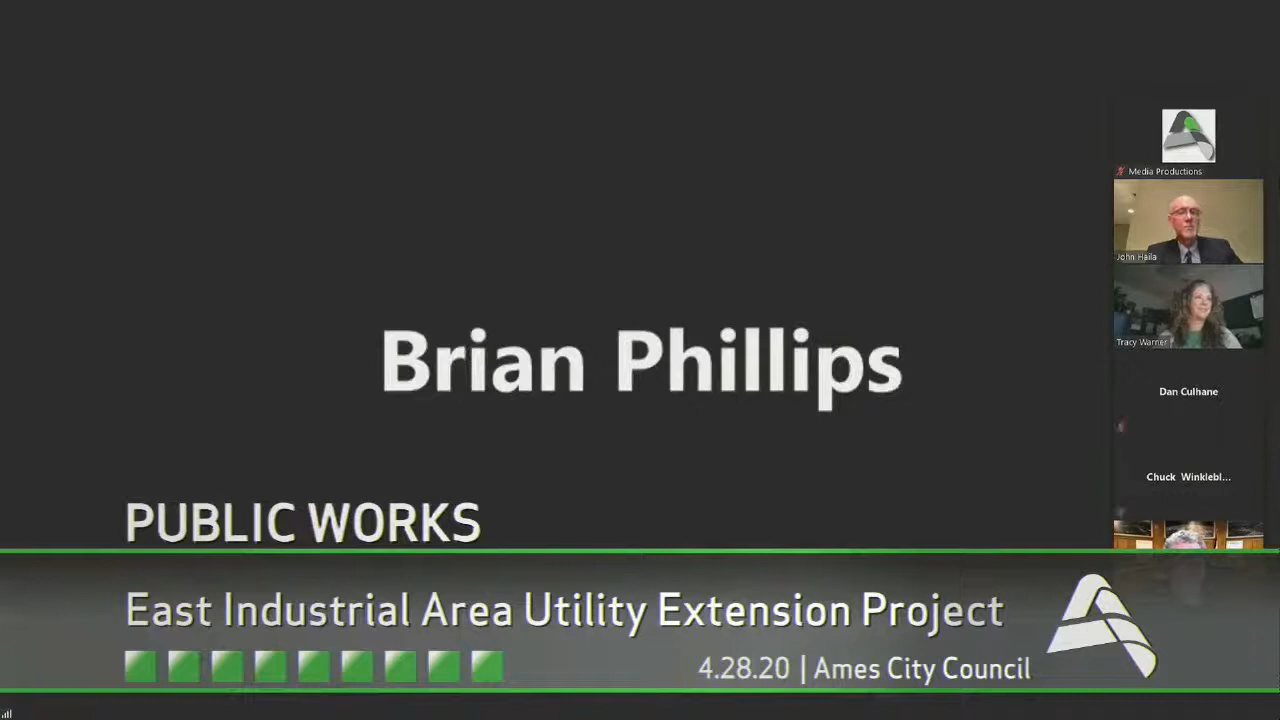 Media Productions
John Haila
Tracy Warner
Dan Culhane
Chuck Winklebl...
Brian Phillips
PUBLIC WORKS
East Industrial Area Utility Extension Project
4.28.20 | Ames City Council